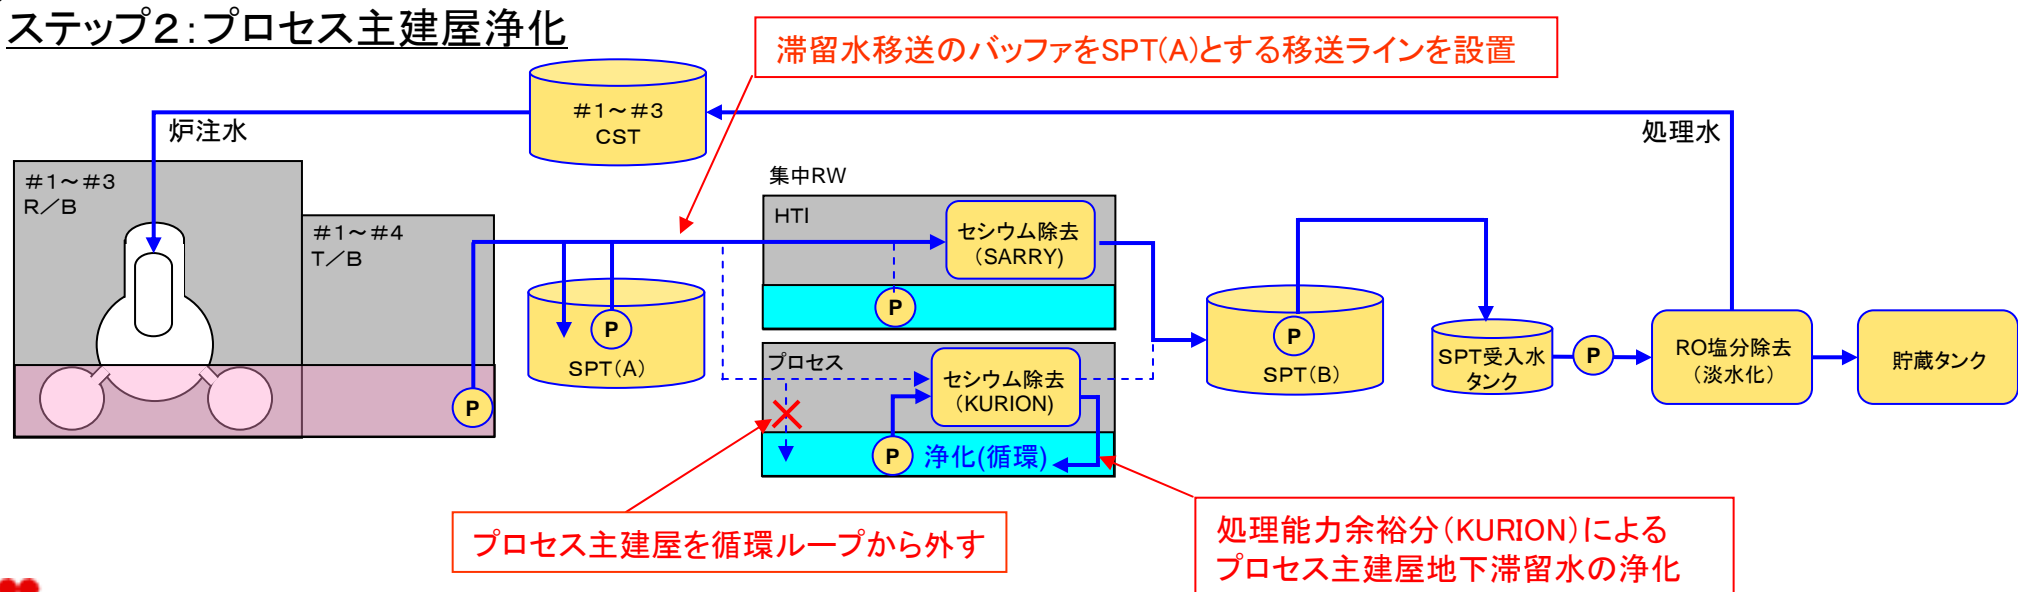 ステップ2:プロセス主建屋浄化
滞留水移送のバッファをSPT(A)とする移送ラインを設置
#1~#3
CST
炉注水
処理水
#1~#3
R/B
#1~#4
T/B
集中RW
HTI
セシウム除去
(SARRY)
P
SPT(A)
P
プロセス
セシウム除去
(KURION)
P
浄化(循環)
P
P
SPT(B)
SPT受入水
タンク
P
RO塩分除去
(淡水化)
貯蔵タンク
プロセス主建屋を循環ループから外す
処理能力余裕分(KURION)による
プロセス主建屋地下滞留水の浄化